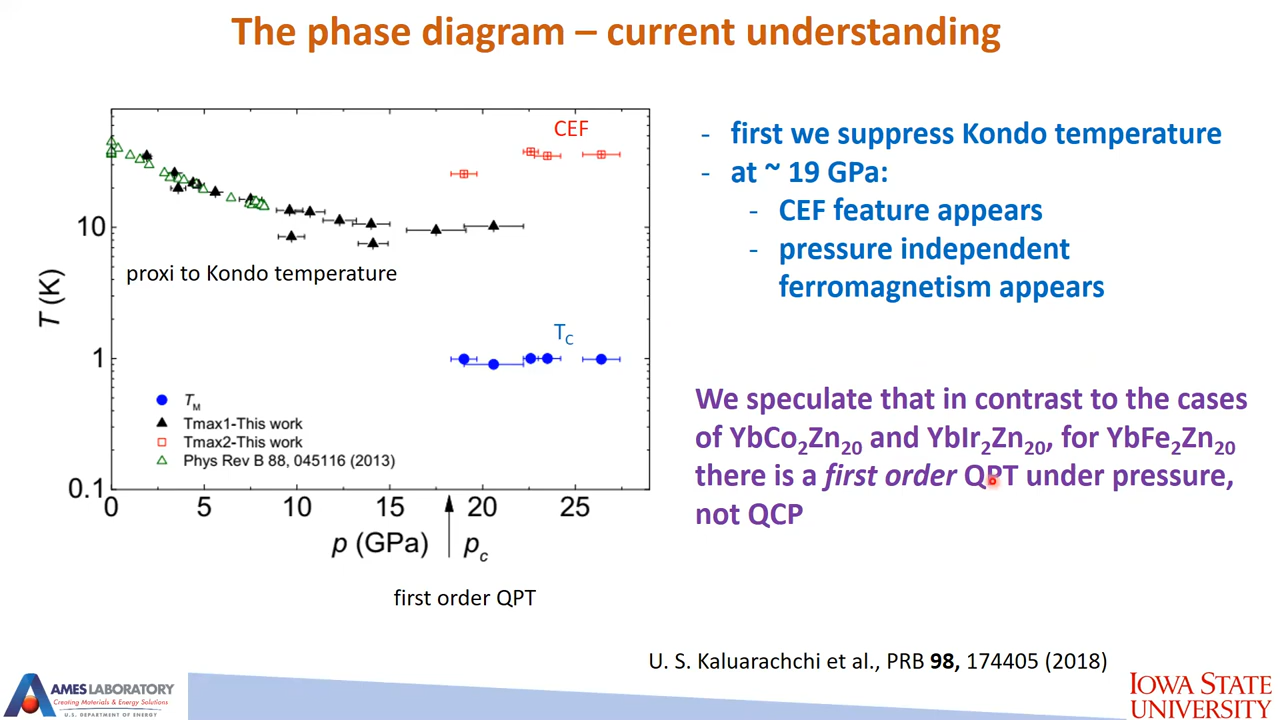 The phase diagram – current understanding
CEF
10
proxi to Kondo temperature
T (K)
T_C
1
T_M
Tmax1-This work
Tmax2-This work
Phys Rev B 88, 045116 (2013)
0.1
0 5 10 15 20 25
p (GPa) p_c
first order QPT
- first we suppress Kondo temperature
- at ~ 19 GPa:
- CEF feature appears
- pressure independent
ferromagnetism appears
We speculate that in contrast to the cases
of YbCo₂Zn₂₀ and YbIr₂Zn₂₀, for YbFe₂Zn₂₀
there is a first order QPT under pressure,
not QCP
U. S. Kaluarachchi et al., PRB 98, 174405 (2018)
AMES LABORATORY
Creating Materials & Energy Solutions
U.S. DEPARTMENT OF ENERGY
IOWA STATE
UNIVERSITY